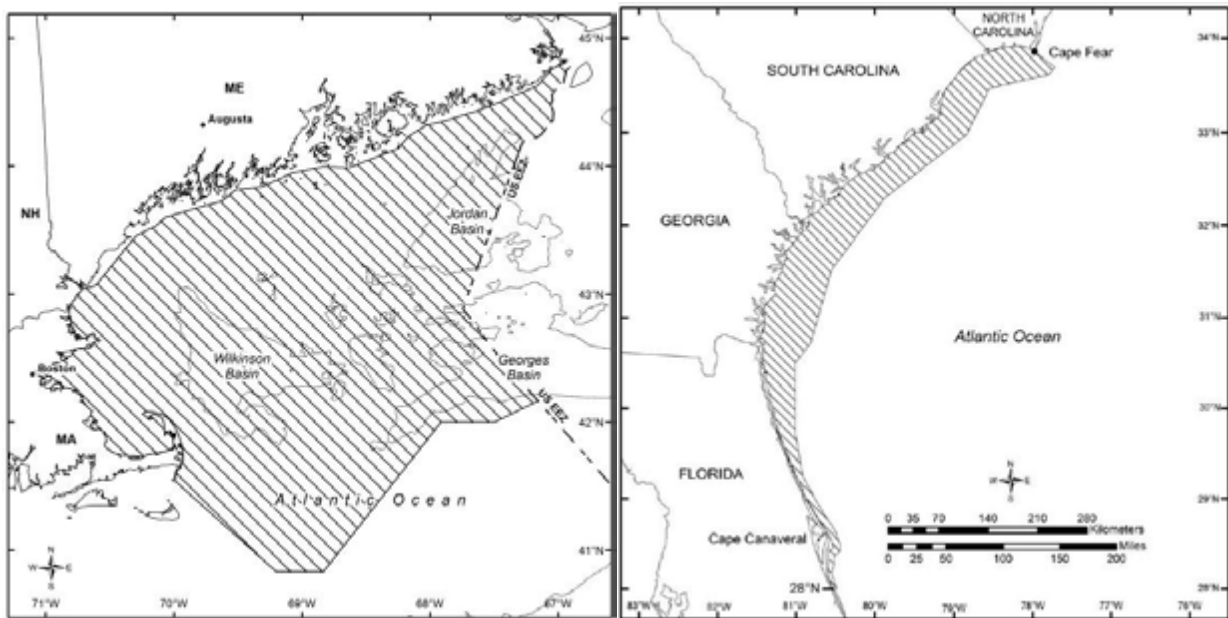 45°N
ME
Augusta
44°N
NH
US EEZ
Jordan
Basin
43°N
Wilkinson
Basin
Georges
Basin
Boston
US EEZ
42°N
MA
Atlantic Ocean
41°N
N
W E
S
71°W 70°W 69°W 68°W 67°W
NORTH
CAROLINA
34°N
Cape Fear
SOUTH CAROLINA
33°N
32°N
GEORGIA
31°N
Atlantic Ocean
30°N
FLORIDA
N
W E
S
29°N
0 35 70 140 210 280
Kilometers
Cape Canaveral
Miles
0 25 50 100 150 200
28°N
28°N
83°W 82°W 81°W 80°W 79°W 78°W 77°W 76°W